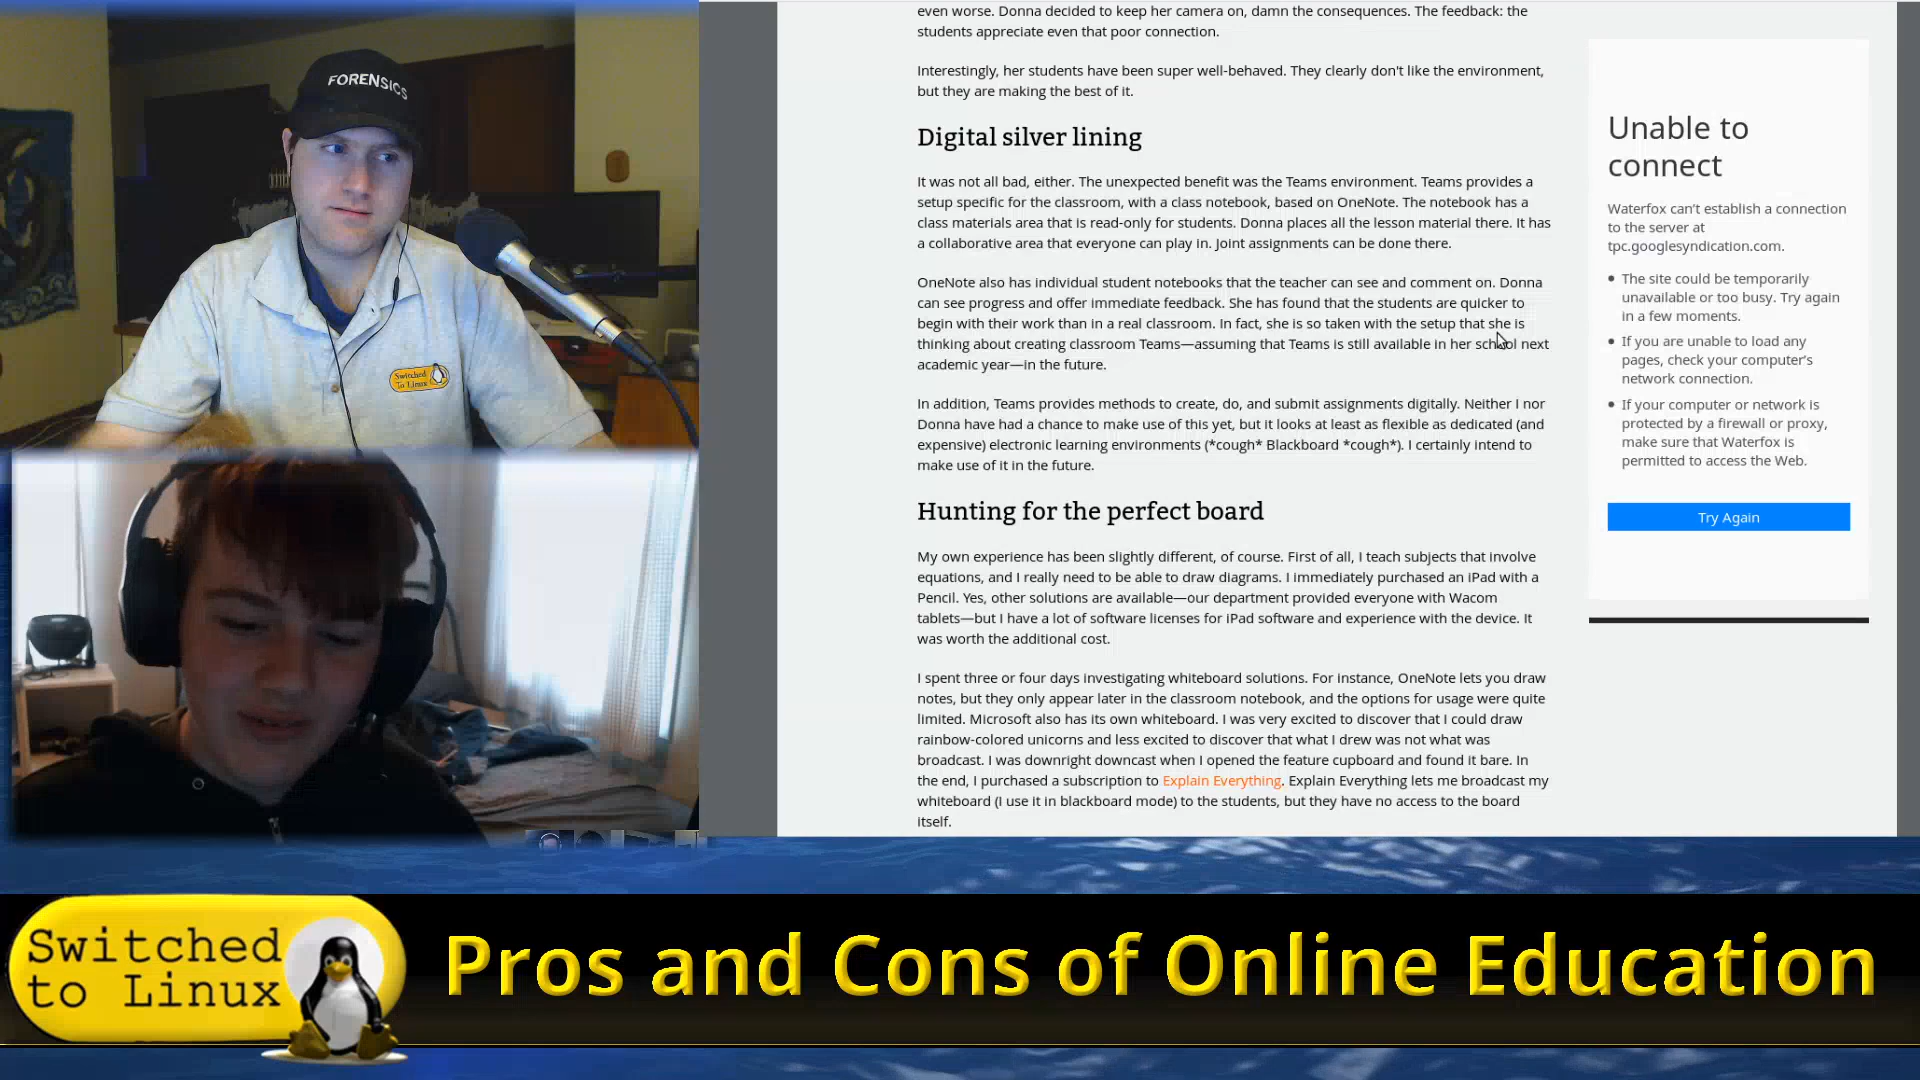 FORENSICS
Switched
To Linux
even worse. Donna decided to keep her camera on, damn the consequences. The feedback: the
students appreciate even that poor connection.
Interestingly, her students have been super well-behaved. They clearly don't like the environment,
but they are making the best of it.
Digital silver lining
It was not all bad, either. The unexpected benefit was the Teams environment. Teams provides a
setup specific for the classroom, with a class notebook, based on OneNote. The notebook has a
class materials area that is read-only for students. Donna places all the lesson material there. It has
a collaborative area that everyone can play in. Joint assignments can be done there.
OneNote also has individual student notebooks that the teacher can see and comment on. Donna
can see progress and offer immediate feedback. She has found that the students are quicker to
begin with their work than in a real classroom. In fact, she is so taken with the setup that she is
thinking about creating classroom Teams—assuming that Teams is still available in her school next
academic year—in the future.
In addition, Teams provides methods to create, do, and submit assignments digitally. Neither I nor
Donna have had a chance to make use of this yet, but it looks at least as flexible as dedicated (and
expensive) electronic learning environments (*cough* Blackboard *cough*). I certainly intend to
make use of it in the future.
Hunting for the perfect board
My own experience has been slightly different, of course. First of all, I teach subjects that involve
equations, and I really need to be able to draw diagrams. I immediately purchased an iPad with a
Pencil. Yes, other solutions are available—our department provided everyone with Wacom
tablets—but I have a lot of software licenses for iPad software and experience with the device. It
was worth the additional cost.
I spent three or four days investigating whiteboard solutions. For instance, OneNote lets you draw
notes, but they only appear later in the classroom notebook, and the options for usage were quite
limited. Microsoft also has its own whiteboard. I was very excited to discover that I could draw
rainbow-colored unicorns and less excited to discover that what I drew was not what was
broadcast. I was downright downcast when I opened the feature cupboard and found it bare. In
the end, I purchased a subscription to Explain Everything. Explain Everything lets me broadcast my
whiteboard (I use it in blackboard mode) to the students, but they have no access to the board
itself.
Unable to
connect
Waterfox can't establish a connection
to the server at
tpc.googlesyndication.com.
The site could be temporarily
unavailable or too busy. Try again
in a few moments.
If you are unable to load any
pages, check your computer's
network connection.
If your computer or network is
protected by a firewall or proxy,
make sure that Waterfox is
permitted to access the Web.
Try Again
Switched
to Linux
Pros and Cons of Online Education